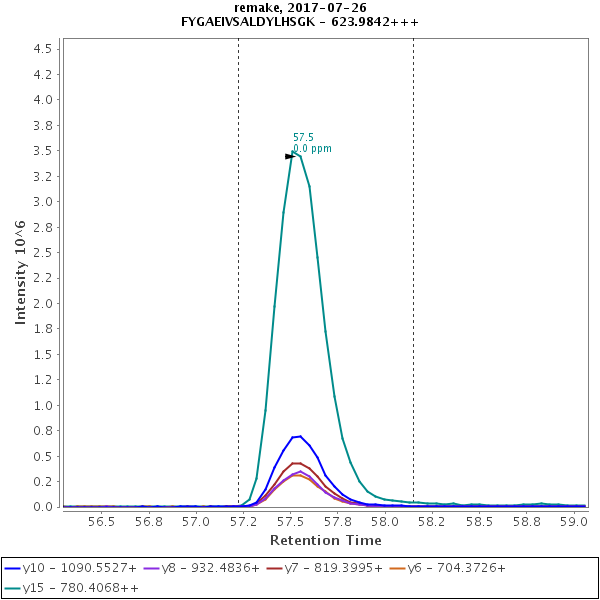 remake, 2017-07-26
FYGAEIVSALDYLHSGK - 623.9842+++
4.5
4.2
4.0
3.8
3.5
3.2
3.0
2.8
2.5
2.2
2.0
1.8
1.5
1.2
1.0
0.8
0.5
0.2
0.0
Intensity 10^6
57.5
0.0 ppm
56.5 56.8 57.0 57.2 57.5 57.8 58.0 58.2 58.5 58.8 59.0
Retention Time
y10 - 1090.5527+ y8 - 932.4836+ y7 - 819.3995+ y6 - 704.3726+
y15 - 780.4068++